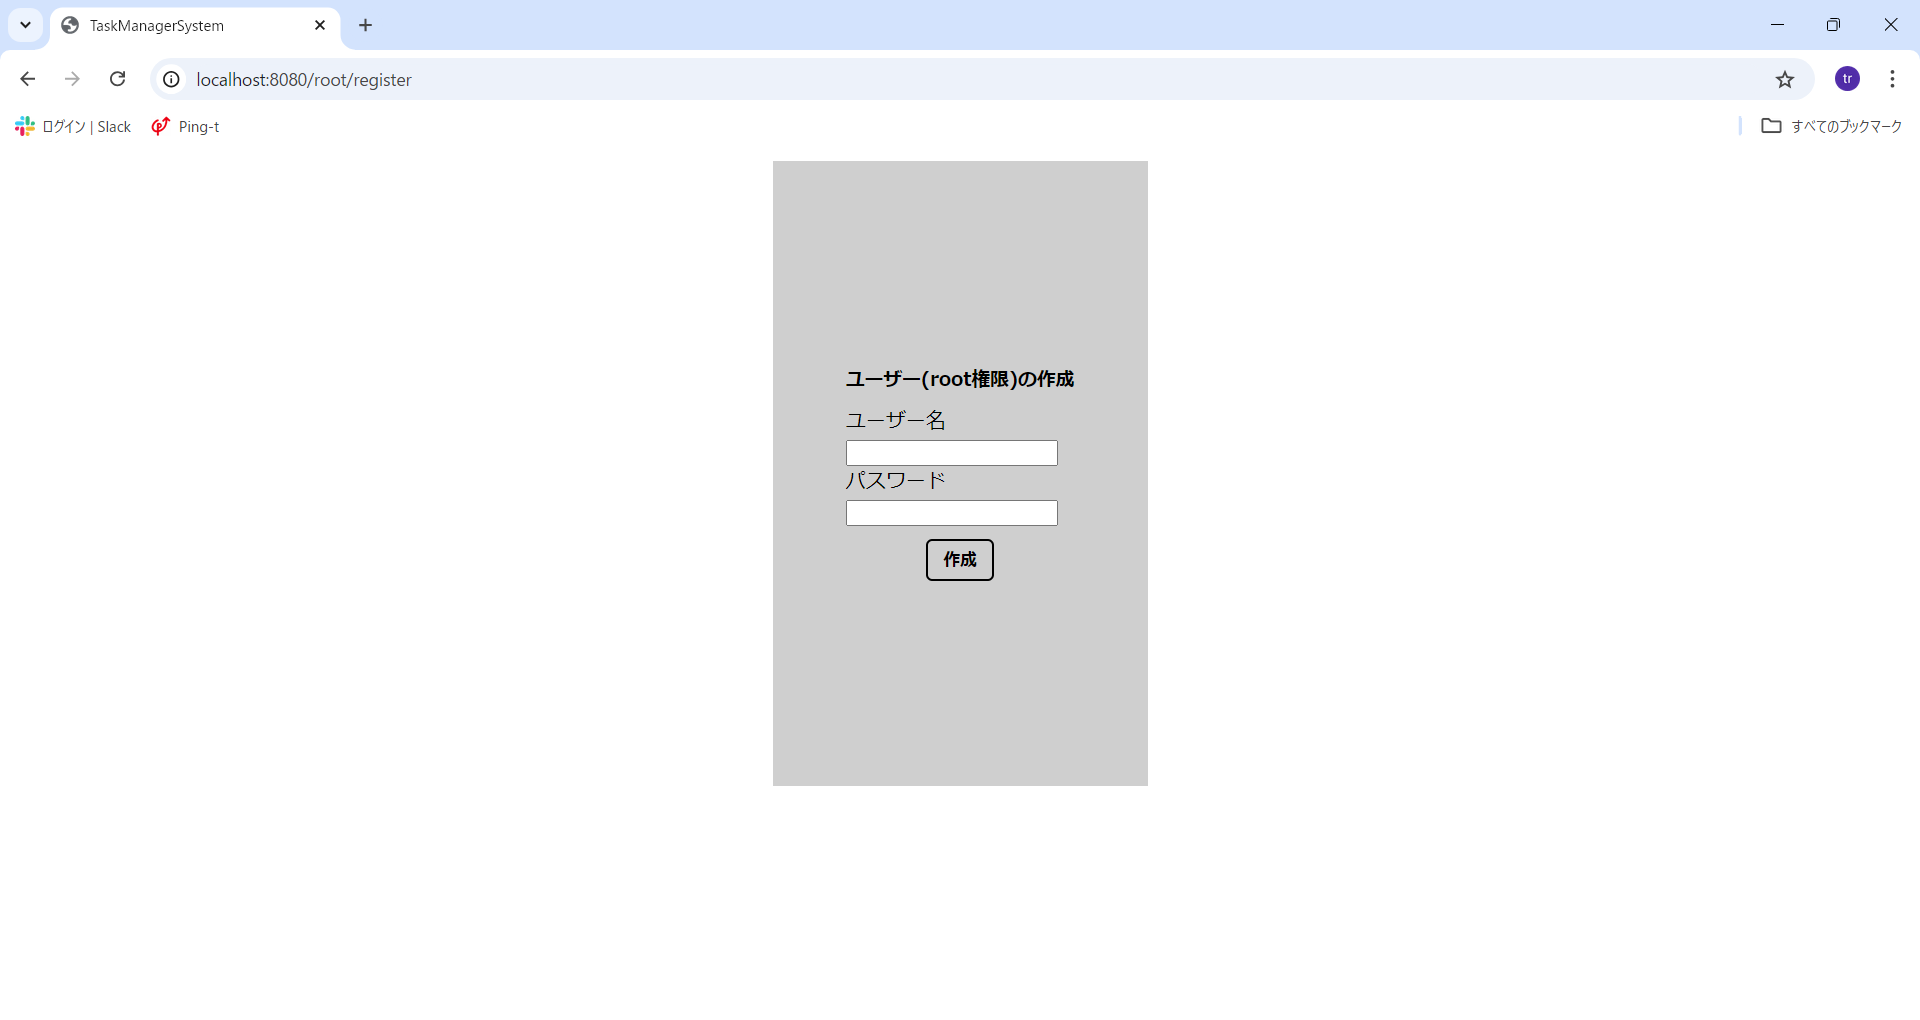 TaskManagerSystem
localhost:8080/root/register
tr
ログイン | Slack
Ping-t
すべてのブックマーク
ユーザー(root権限)の作成
ユーザー名
パスワード
作成